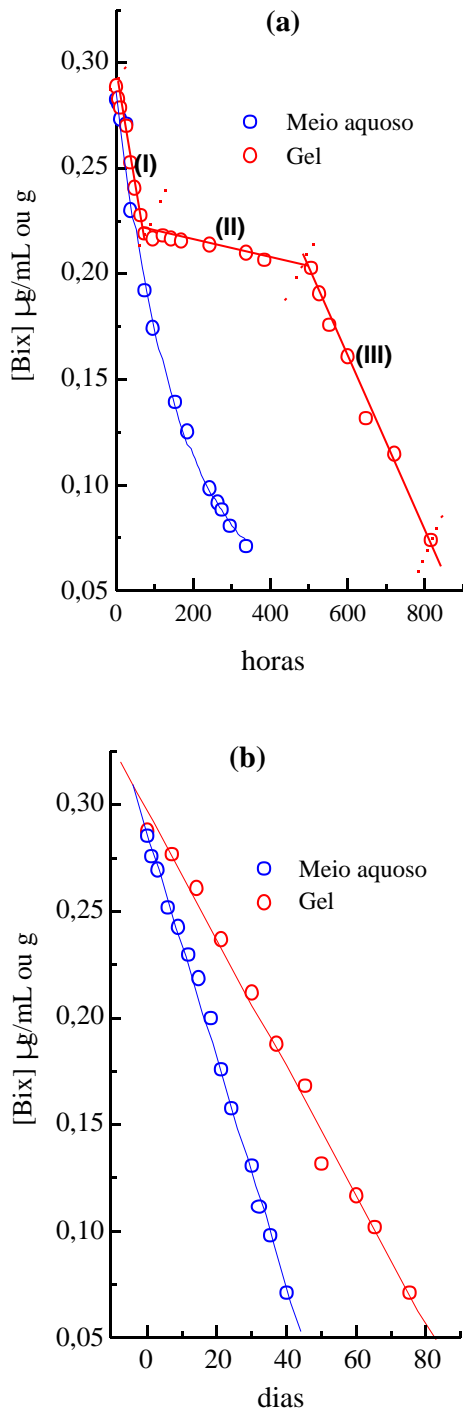 (a)
0,30
0,25
0,20
0,15
0,10
0,05
[Bix] µg/mL ou g
Meio aquoso
Gel
(I)
(II)
(III)
0 200 400 600 800
horas
(b)
0,30
0,25
0,20
0,15
0,10
0,05
[Bix] µg/mL ou g
Meio aquoso
Gel
0 20 40 60 80
dias